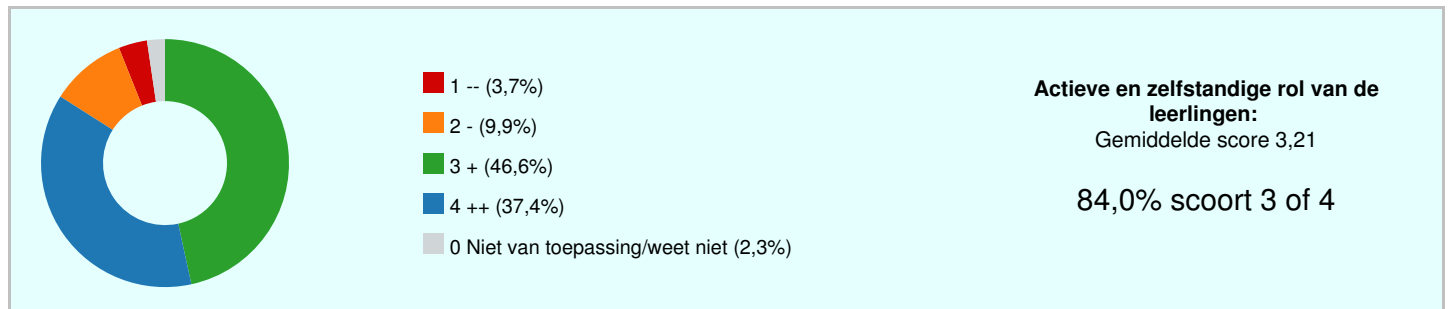 1 -- (3,7%)
2 - (9,9%)
3 + (46,6%)
4 ++ (37,4%)
0 Niet van toepassing/weet niet (2,3%)
Actieve en zelfstandige rol van de
leerlingen:
Gemiddelde score 3,21
84,0% scoort 3 of 4